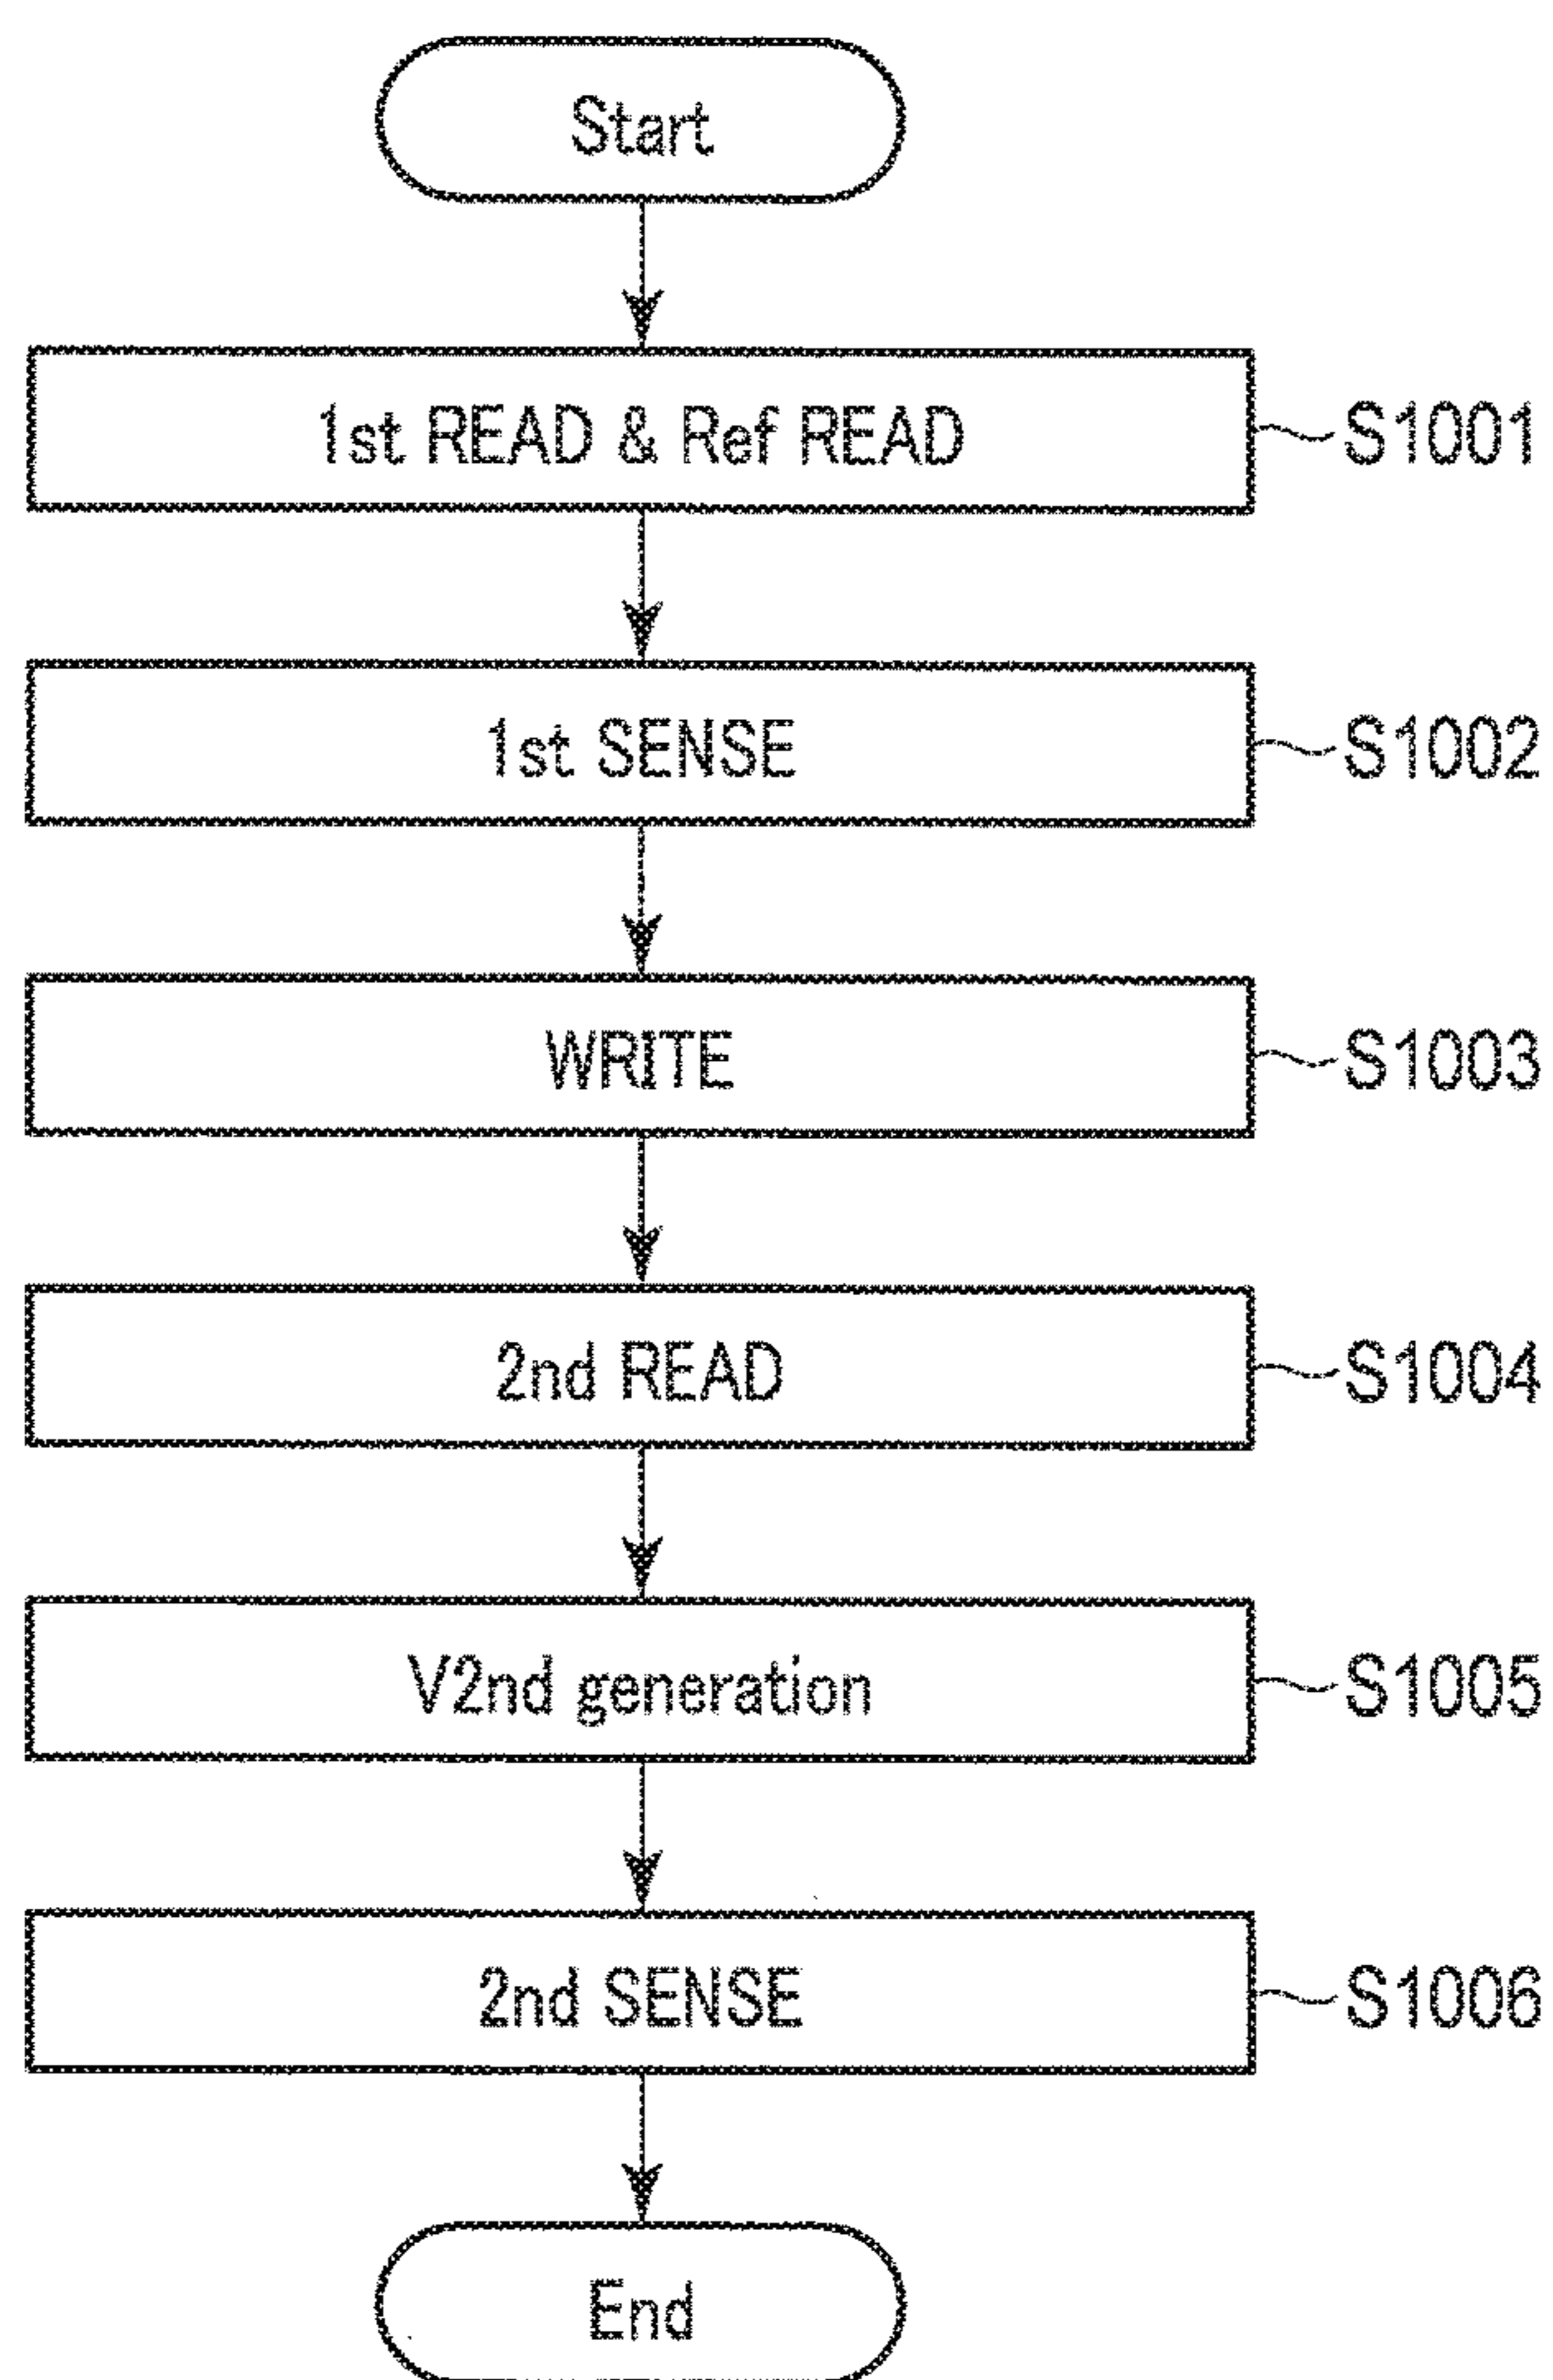 Start
1st READ & Ref READ
S1001
1st SENSE
S1002
WRITE
S1003
2nd READ
S1004
V2nd generation
S1005
2nd SENSE
S1006
End